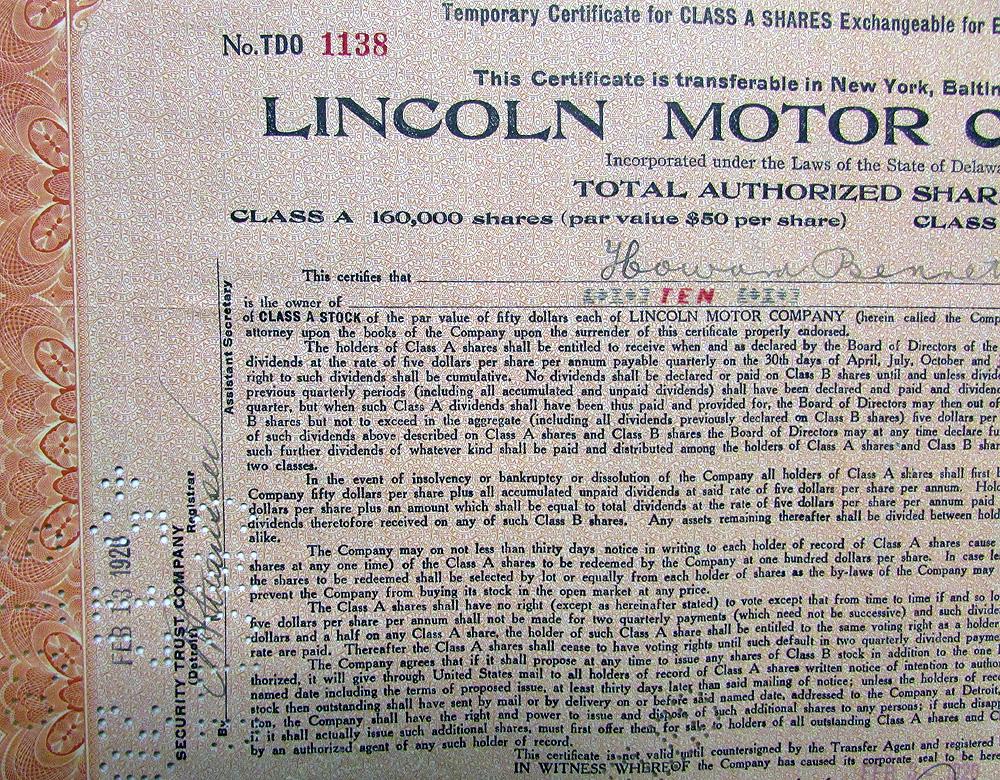 Temporary Certificate for CLASS A SHARES Exchangeable for E
No.TDO 1138
This Certificate is transferable in New York, Baltin
LINCOLN MOTOR C
Incorporated under the Laws of the State of Delawa
TOTAL AUTHORIZED SHAR
CLASS A 160,000 shares (par value $50 per share) CLASS
This certifies that Howard Bennet
is the owner of TEN
of CLASS A STOCK of the par value of fifty dollars each of LINCOLN MOTOR COMPANY (herein called the Comp
attorney upon the books of the Company upon the surrender of this certificate properly endorsed.
The holders of Class A shares shall be entitled to receive when and as declared by the Board of Directors of the
dividends at the rate of five dollars per share per annum payable quarterly on the 30th days of April, July, October and
right to such dividends shall be cumulative. No dividends shall be declared or paid on Class B shares until and unless divide
previous quarterly periods (including all accumulated and unpaid dividends) shall have been declared and paid and dividen
quarter, but when such Class A dividends shall have been thus paid and provided for, the Board of Directors may then out of
B shares but not to exceed in the aggregate (including all dividends previously declared on Class B shares) five dollars per
of such dividends above described on Class A shares and Class B shares the Board of Directors may at any time declare fu
such further dividends of whatever kind shall be paid and distributed among the holders of Class A shares and Class B shar
two classes.
In the event of insolvency or bankruptcy or dissolution of the Company all holders of Class A shares shall first
Company fifty dollars per share plus all accumulated unpaid dividends at said rate of five dollars per share per annum. Hold
dollars per share plus an amount which shall be equal to total dividends at the rate of five dollars per share per annum paid
dividends theretofore received on any of such Class B shares. Any assets remaining thereafter shall be divided between hold
alike.
The Company may on not less than thirty days notice in writing to each holder of record of Class A shares cause
shares at any one time) of the Class A shares to be redeemed by the Company at one hundred dollars per share. In case le
the shares to be redeemed shall be selected by lot or equally from each holder of shares as the by-laws of the Company may
prevent the Company from buying its stock in the open market at any price.
The Class A shares shall have no right (except as hereinafter stated) to vote except that from time to time if and so lo
five dollars per share per annum shall not be made for two quarterly payments (which need not be successive) and such divide
dollars and a half on any Class A share, the holder of such Class A share shall be entitled to the same voting right as a holder
rate are paid. Thereafter the Class A shares shall cease to have voting rights until such default in two quarterly dividend payme
The Company agrees that if it shall propose at any time to issue any shares of Class B stock in addition to the one
thorized, it will give through United States mail to all holders of record of Class A shares written notice of intention to author
named date including the terms of proposed issue, at least thirty days later than said mailing of notice; unless the holders of rec
stock then outstanding shall have sent by mail or by delivery on or before said named date, addressed to the Company at Detroit
tion, the Company shall have the right and power to issue and dispose of such additional shares to any persons; if such disap
if it shall actually issue such additional shares, must first offer them for sale to holders of all outstanding Class A shares and C
by an authorized agent of any such holder of record.
This certificate is not valid until countersigned by the Transfer Agent and registered
IN WITNESS WHEREOF the Company has caused its corporate seal to be here
FEB 13 1920
SECURITY TRUST COMPANY
(Detroit) Registrar
By Assistant Secretary